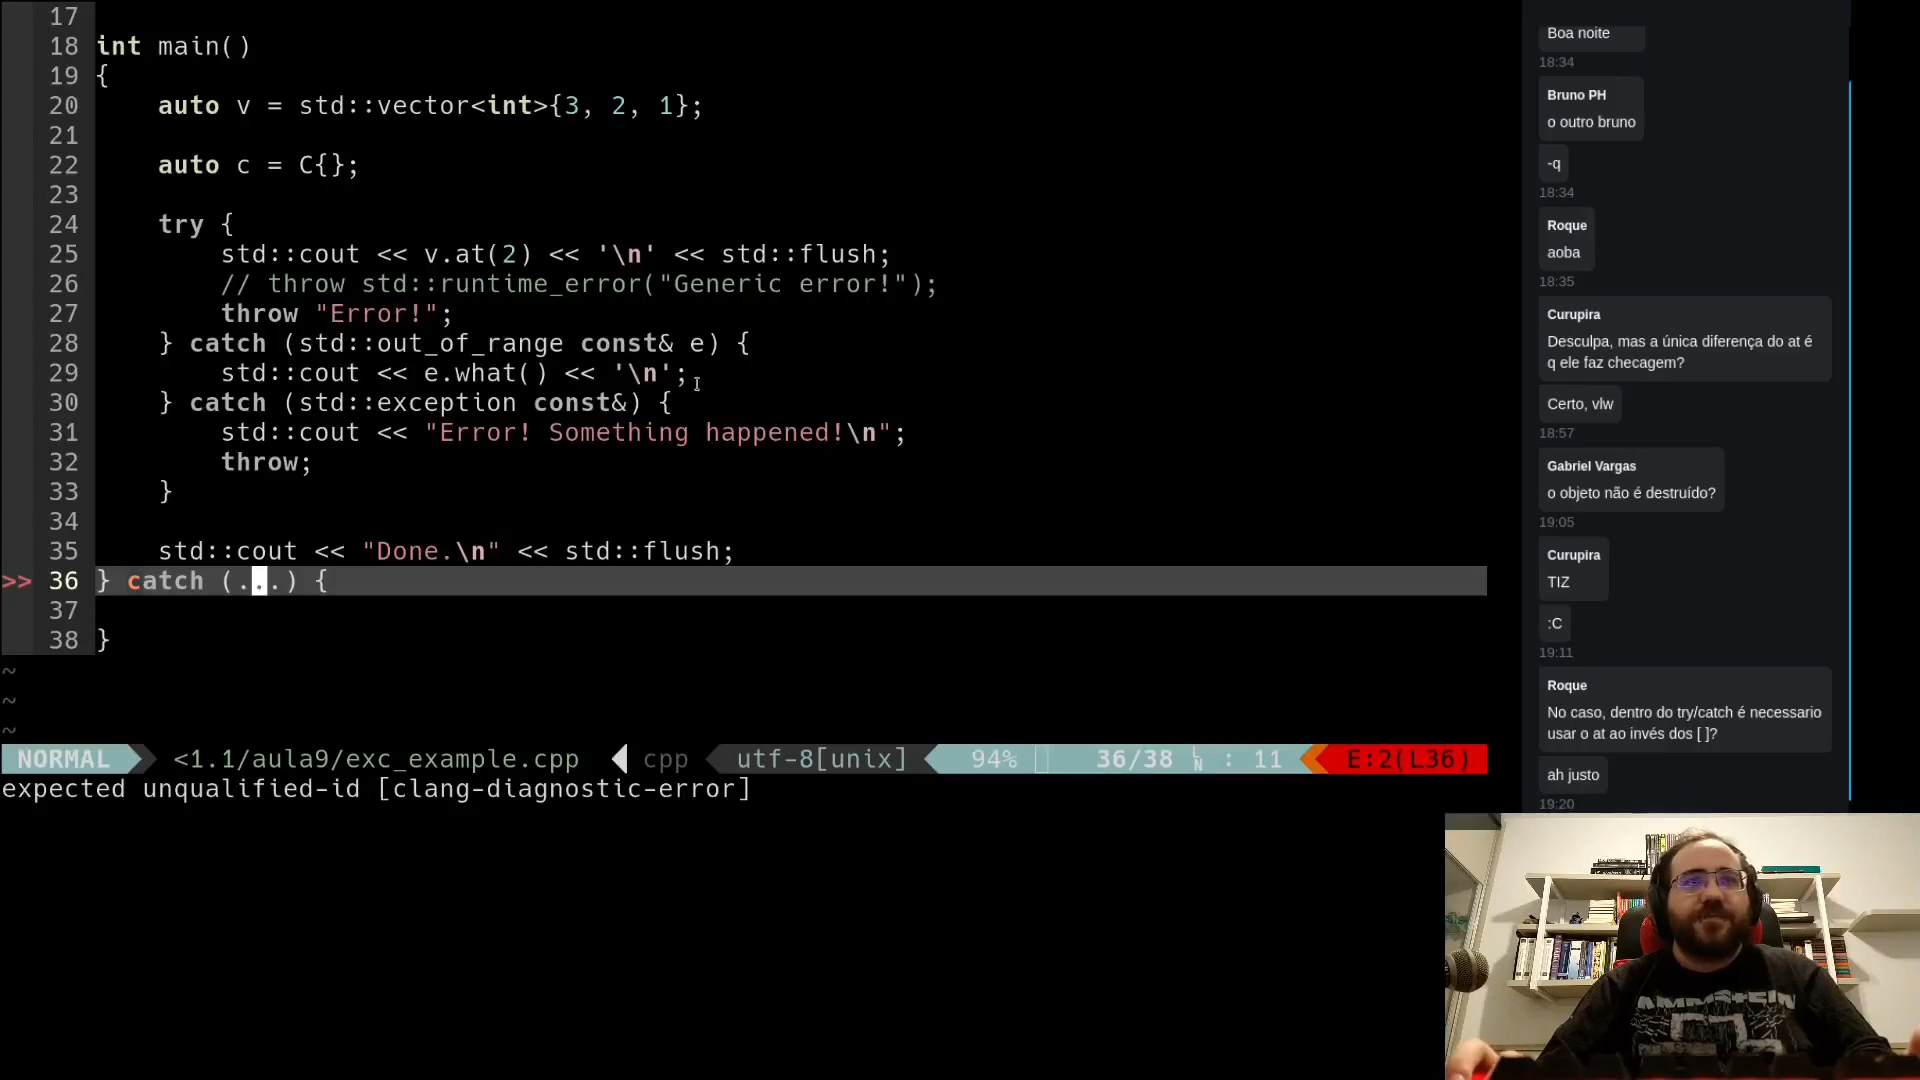 17
18 int main()
19 {
20     auto v = std::vector<int>{3, 2, 1};
21
22     auto c = C{};
23
24     try {
25         std::cout << v.at(2) << '\n' << std::flush;
26         // throw std::runtime_error("Generic error!");
27         throw "Error!";
28     } catch (std::out_of_range const& e) {
29         std::cout << e.what() << '\n';
30     } catch (std::exception const&) {
31         std::cout << "Error! Something happened!\n";
32         throw;
33     }
34
35     std::cout << "Done.\n" << std::flush;
>> 36 } catch (...) {
37
38 }
~
~
~
NORMAL <1.1/aula9/exc_example.cpp cpp utf-8[unix] 94% 36/38 : 11 E:2(L36)
expected unqualified-id [clang-diagnostic-error]
Boa noite
18:34
Bruno PH
o outro bruno
-q
18:34
Roque
aoba
18:35
Curupira
Desculpa, mas a única diferença do at é
q ele faz checagem?
Certo, vlw
18:57
Gabriel Vargas
o objeto não é destruído?
19:05
Curupira
TIZ
:C
19:11
Roque
No caso, dentro do try/catch é necessario
usar o at ao invés dos [ ]?
ah justo
19:20